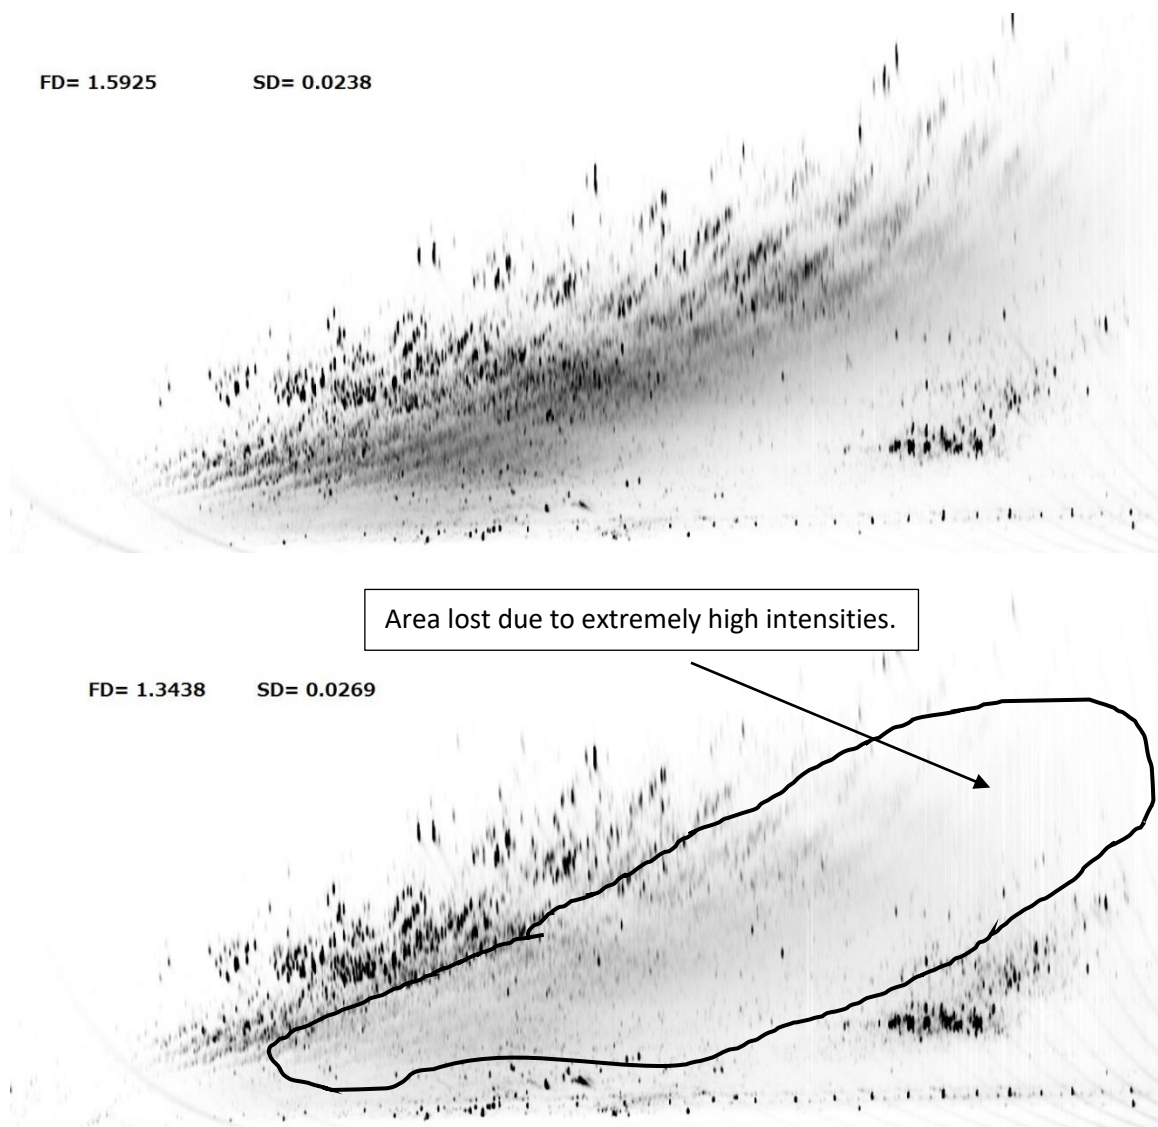 FD= 1.5925 SD= 0.0238
Area lost due to extremely high intensities.
FD= 1.3438 SD= 0.0269